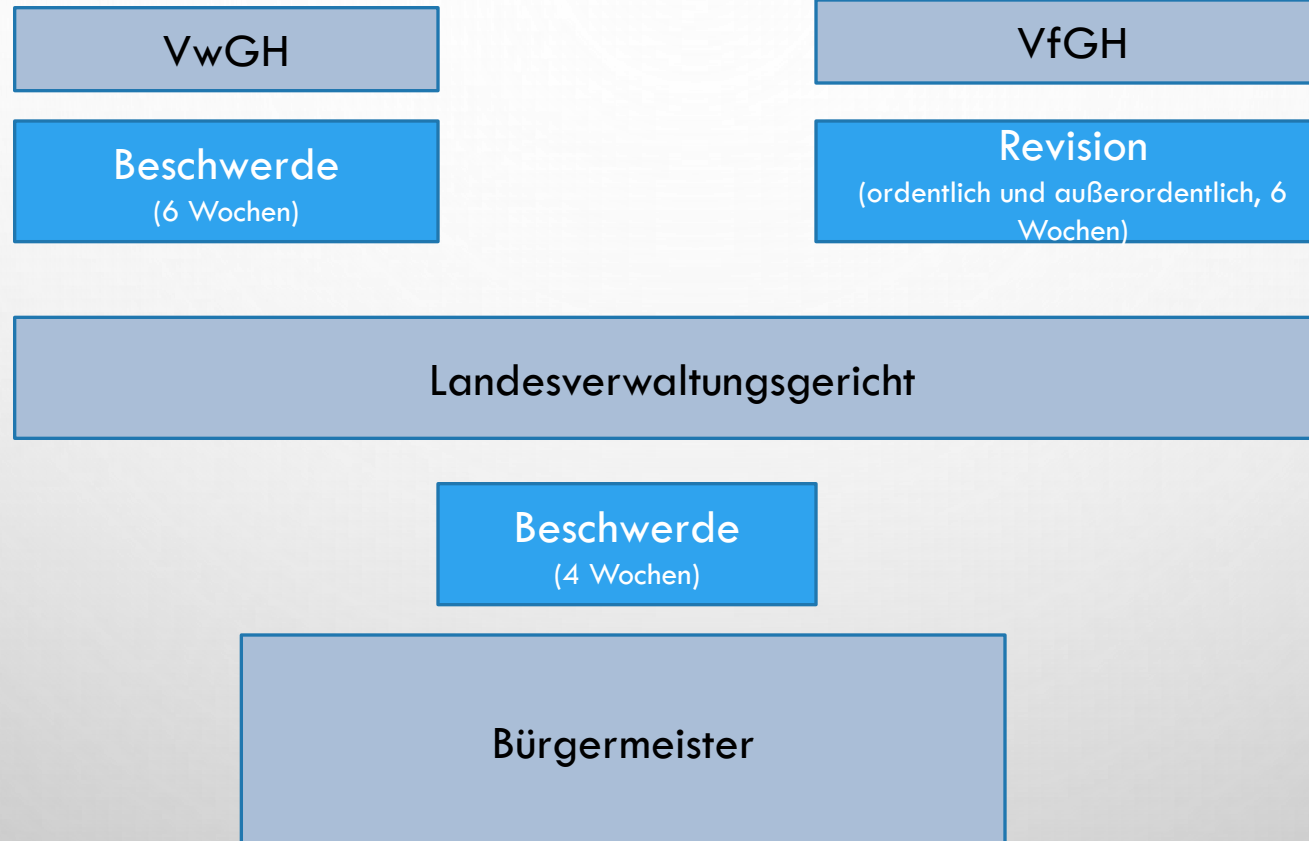 VwGH
VfGH
Beschwerde
(6 Wochen)
Revision
(ordentlich und außerordentlich, 6
Wochen)
Landesverwaltungsgericht
Beschwerde
(4 Wochen)
Bürgermeister